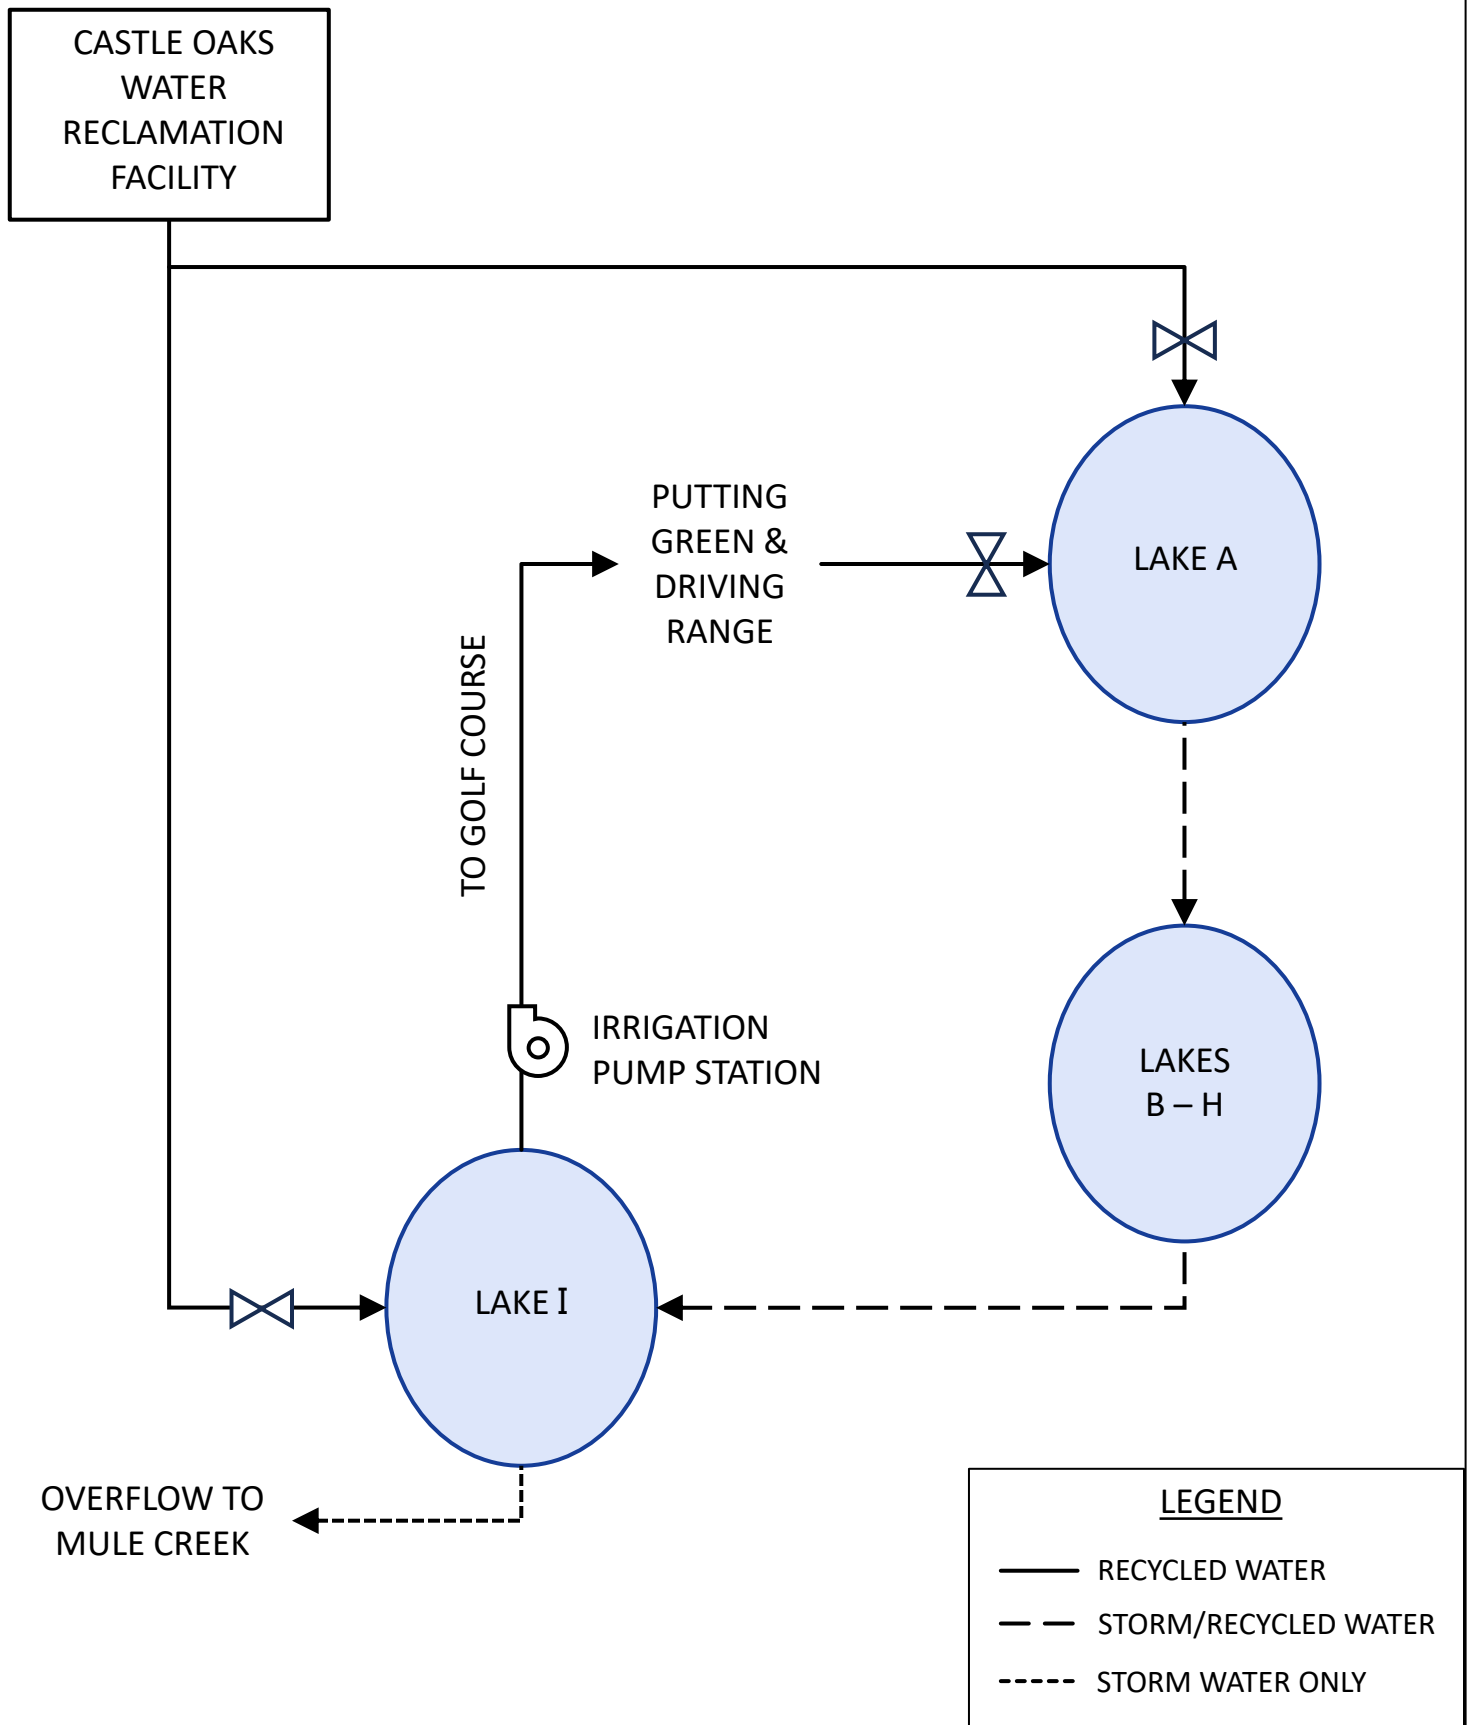 CASTLE OAKS
WATER
RECLAMATION
FACILITY
PUTTING
GREEN &
DRIVING
RANGE
LAKE A
TO GOLF COURSE
IRRIGATION
PUMP STATION
LAKES
B – H
LAKE I
OVERFLOW TO
MULE CREEK
LEGEND
RECYCLED WATER
STORM/RECYCLED WATER
STORM WATER ONLY